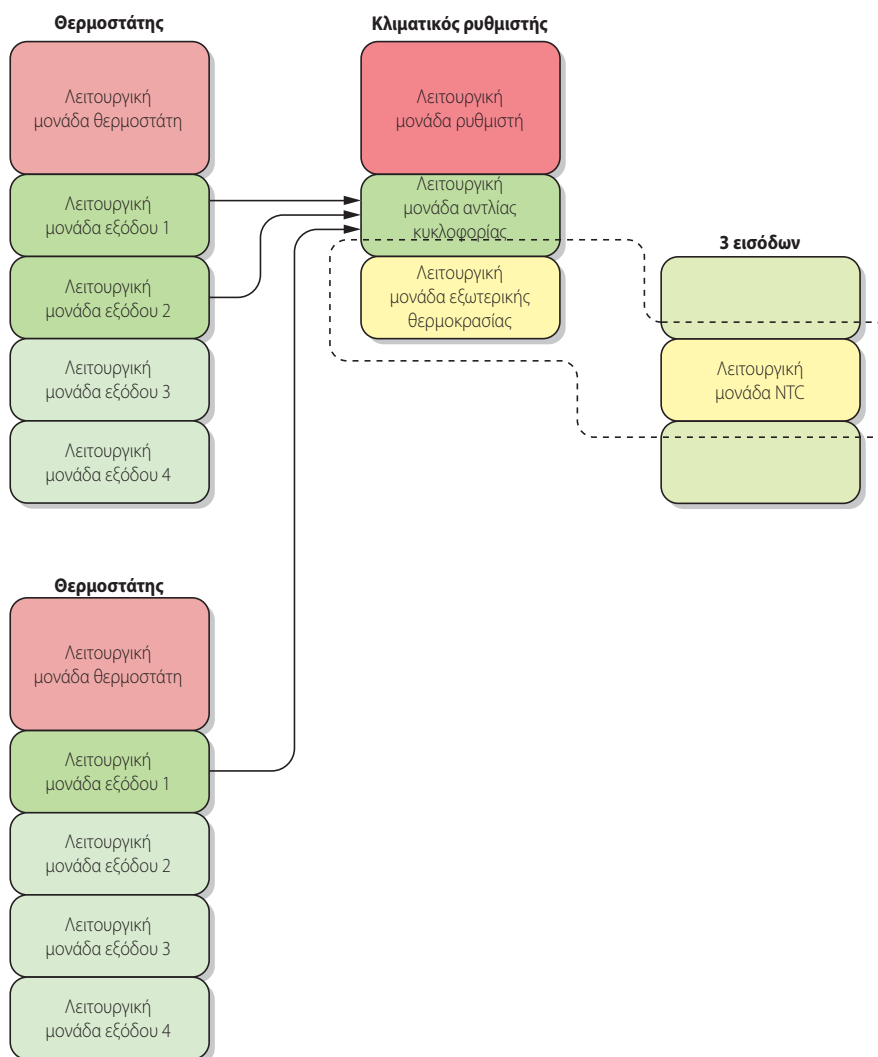 Θερμοστάτης
Λειτουργική
μονάδα θερμοστάτη
Λειτουργική
μονάδα εξόδου 1
Λειτουργική
μονάδα εξόδου 2
Λειτουργική
μονάδα εξόδου 3
Λειτουργική
μονάδα εξόδου 4
Κλιματικός ρυθμιστής
Λειτουργική
μονάδα ρυθμιστή
Λειτουργική
μονάδα αντλίας
κυκλοφορίας
Λειτουργική
μονάδα εξωτερικής
θερμοκρασίας
3 εισόδων
Λειτουργική
μονάδα NTC
Θερμοστάτης
Λειτουργική
μονάδα θερμοστάτη
Λειτουργική
μονάδα εξόδου 1
Λειτουργική
μονάδα εξόδου 2
Λειτουργική
μονάδα εξόδου 3
Λειτουργική
μονάδα εξόδου 4